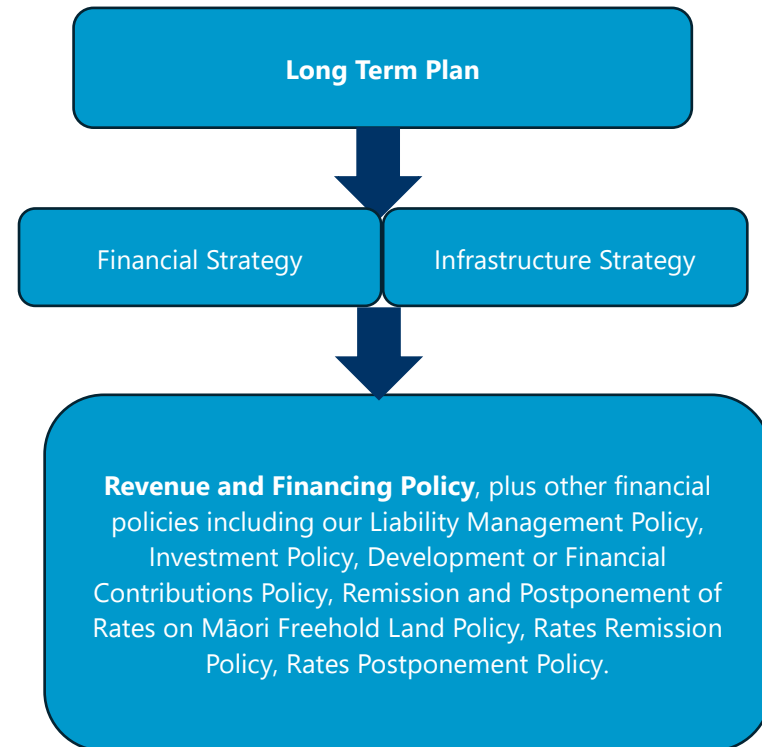 Long Term Plan
Financial Strategy
Infrastructure Strategy
Revenue and Financing Policy, plus other financial
policies including our Liability Management Policy,
Investment Policy, Development or Financial
Contributions Policy, Remission and Postponement of
Rates on Māori Freehold Land Policy, Rates Remission
Policy, Rates Postponement Policy.